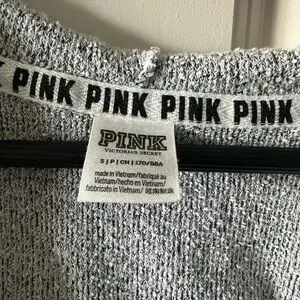 K PINK PINK PINK PINK
PINK
VICTORIA'S SECRET
S | P | CH | 170/88A
made in Vietnam/fabriqué au
Vietnam/hecho en Vietnam/
fabbricato in Vietnam/